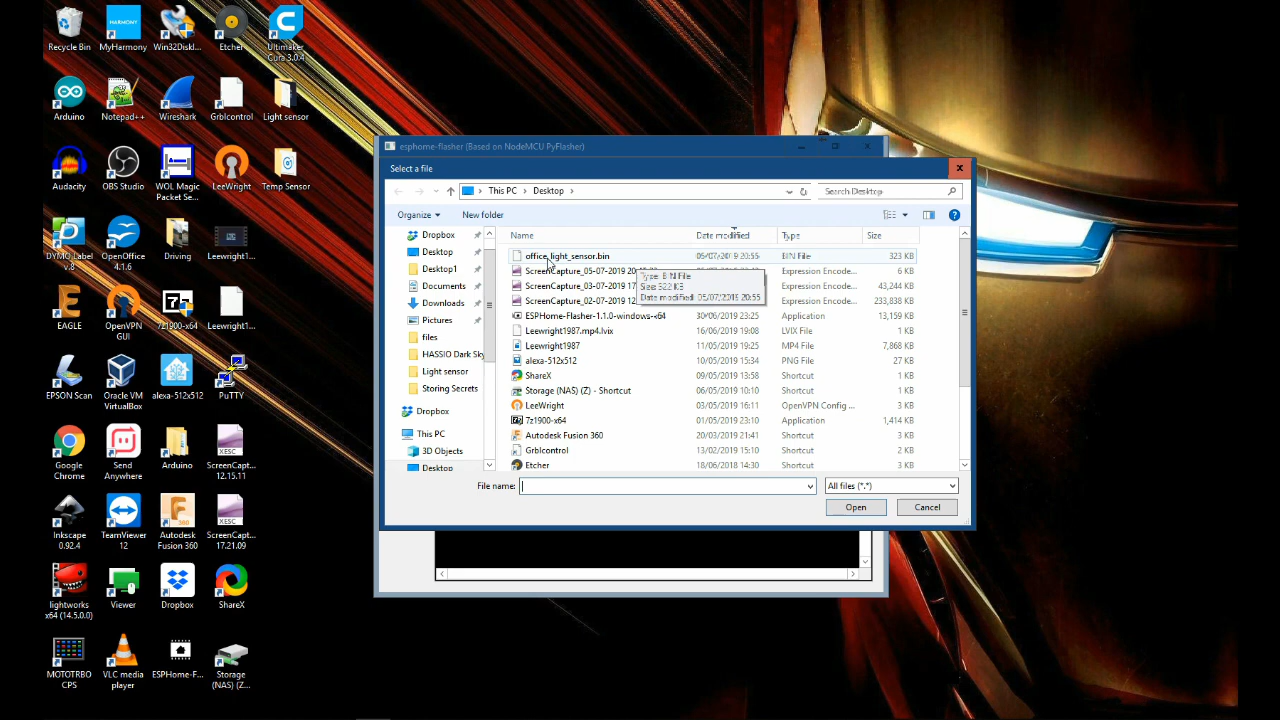 Recycle Bin
MyHarmony
Win32DiskI...
Etcher
Ultimaker
Cura 3.0.4
Arduino
Notepad++
Wireshark
Grblcontrol
Light sensor
Audacity
OBS Studio
WOL Magic
Packet Se...
LeeWright
Temp Sensor
DYMO Label
v.8
OpenOffice
4.1.6
Driving
Leewright1...
EAGLE
OpenVPN
GUI
7z1900-x64
Leewright1...
EPSON Scan
Oracle VM
VirtualBox
alexa-512x512
PuTTY
Google
Chrome
Send
Anywhere
Arduino
XESC
ScreenCapt...
12.15.11
Inkscape
0.92.4
TeamViewer
12
Autodesk
Fusion 360
XESC
ScreenCapt...
17.21.09
lightworks
x64 (14.5.0.0)
Viewer
Dropbox
ShareX
MOTOTRBO
CPS
VLC media
player
ESPHome-F...
Storage
(NAS) (Z...
esphome-flasher (Based on NodeMCU PyFlasher)
Select a file
This PC
Desktop
Search Desktop
Organize
New folder
Dropbox
Desktop
Desktop1
Documents
Downloads
Pictures
files
HASSIO Dark Sky
Light sensor
Storing Secrets
Dropbox
This PC
3D Objects
Desktop
Name Date modified Type Size
office_light_sensor.bin 05/07/2019 20:55 BIN File 323 KB
ScreenCapture_05-07-2019 Expression Encode... 6 KB
ScreenCapture_03-07-2019 17 Expression Encode... 43,244 KB
ScreenCapture_02-07-2019 12 Expression Encode... 233,838 KB
ESPHome-Flasher-1.1.0-windows-x64 30/06/2019 23:25 Application 13,159 KB
Leewright1987.mp4.lvix 16/06/2019 19:08 LVIX File 1 KB
Leewright1987 11/05/2019 19:25 MP4 File 7,868 KB
alexa-512x512 10/05/2019 15:34 PNG File 27 KB
ShareX 09/05/2019 13:58 Shortcut 1 KB
Storage (NAS) (Z) - Shortcut 06/05/2019 10:10 Shortcut 1 KB
LeeWright 03/05/2019 16:11 OpenVPN Config ... 3 KB
7z1900-x64 01/05/2019 23:10 Application 1,414 KB
Autodesk Fusion 360 20/03/2019 21:41 Shortcut 3 KB
Grblcontrol 13/02/2019 15:10 Shortcut 2 KB
Etcher 18/06/2018 14:30 Shortcut 3 KB
Type: BIN File
Size: 322 KB
Date modified: 05/07/2019 20:55
File name:
All files (*.*)
Open
Cancel